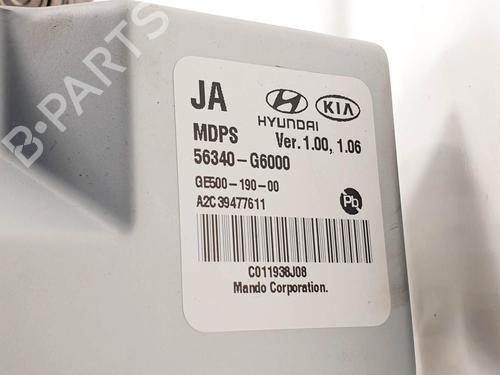 B-PARTS
JA
HYUNDAI
KIA
MDPS Ver.1.00, 1.06
56340-G6000
GE500-190-00
A2C39477611
Pb
C011938J08
Mando Corporation.